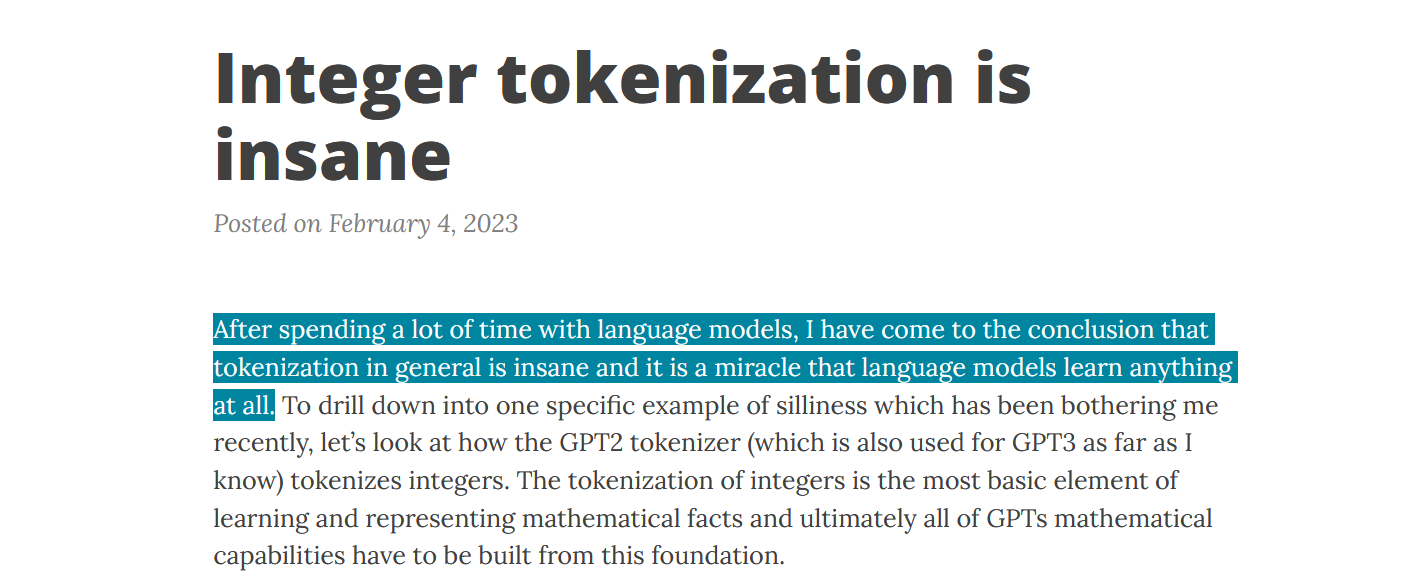 Integer tokenization is
insane
Posted on February 4, 2023
After spending a lot of time with language models, I have come to the conclusion that
tokenization in general is insane and it is a miracle that language models learn anything
at all. To drill down into one specific example of silliness which has been bothering me
recently, let’s look at how the GPT2 tokenizer (which is also used for GPT3 as far as I
know) tokenizes integers. The tokenization of integers is the most basic element of
learning and representing mathematical facts and ultimately all of GPTs mathematical
capabilities have to be built from this foundation.